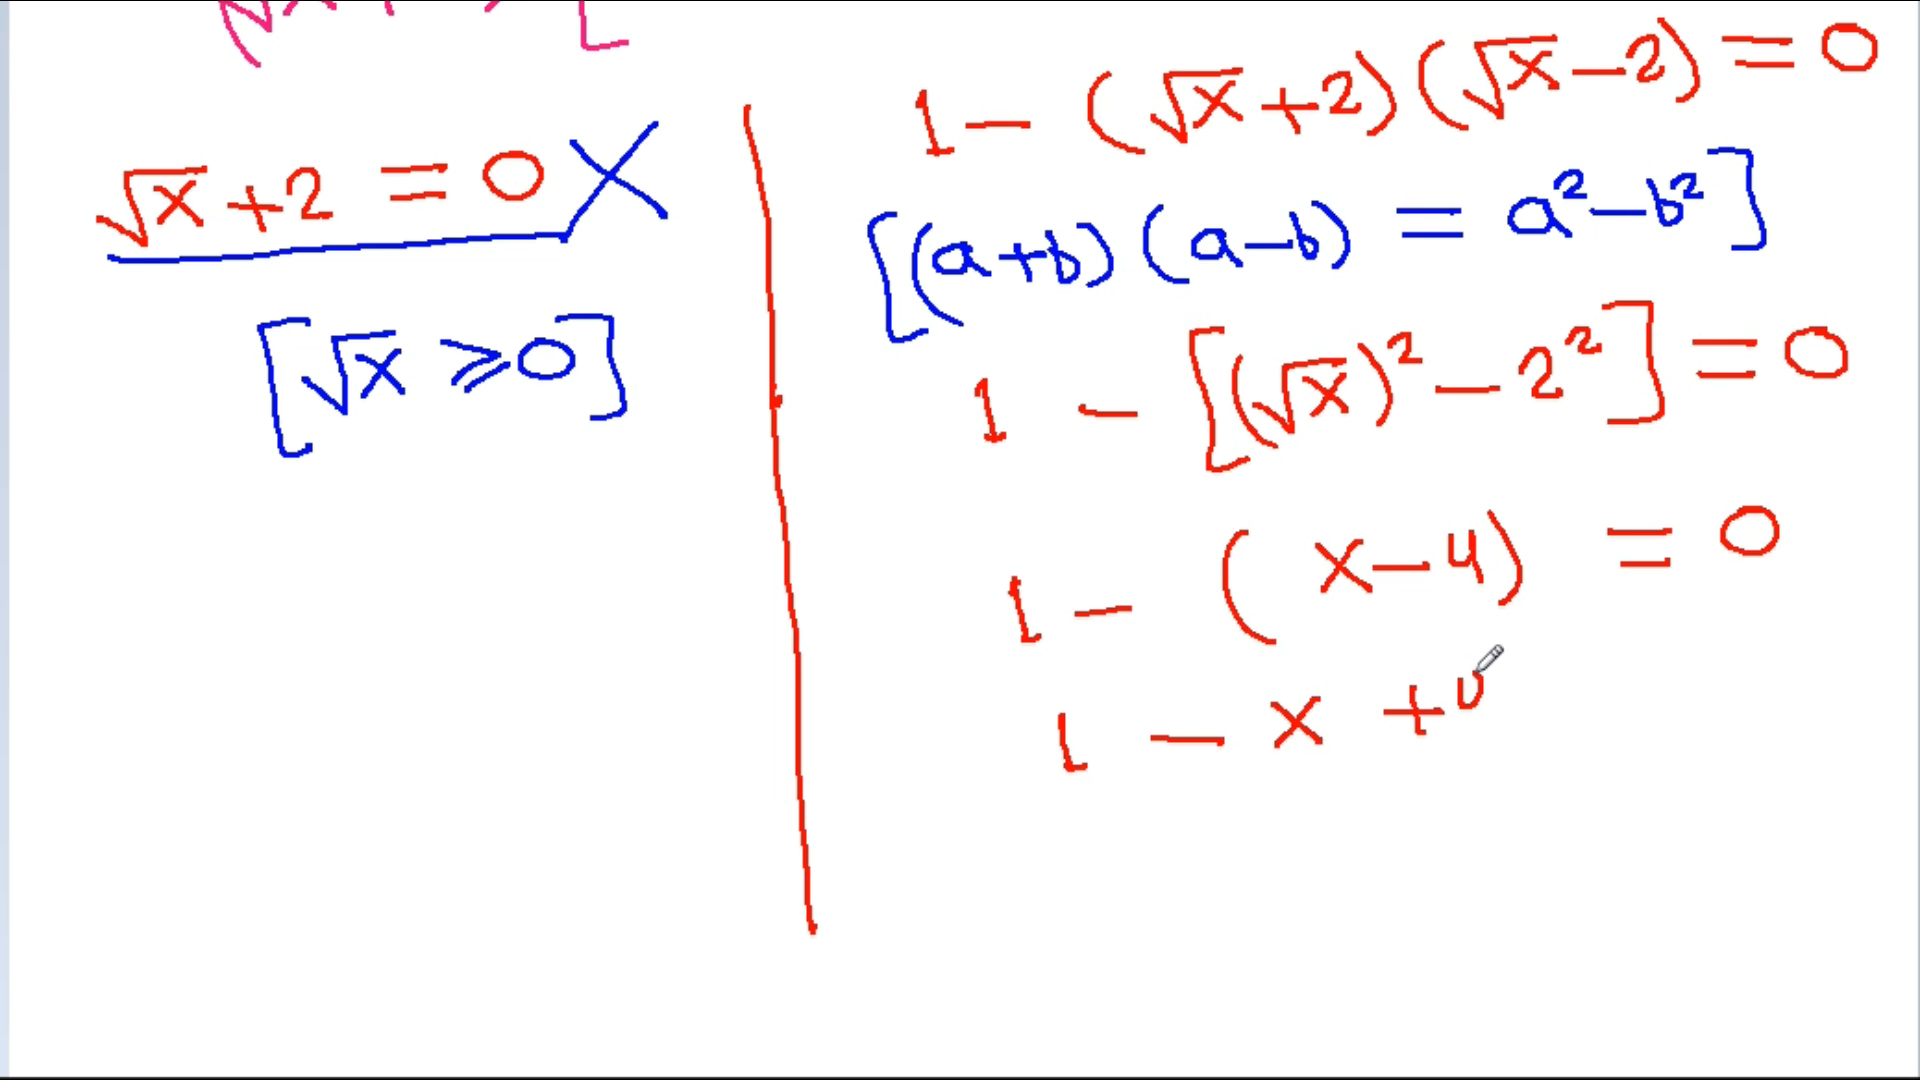 √x + 2 = 0 X
[√x ⩾ 0]
1 − (√x + 2)(√x − 2) = 0
[(a + b)(a − b) = a² − b²]
1 − [(√x)² − 2²] = 0
1 − (x − 4) = 0
1 − x +